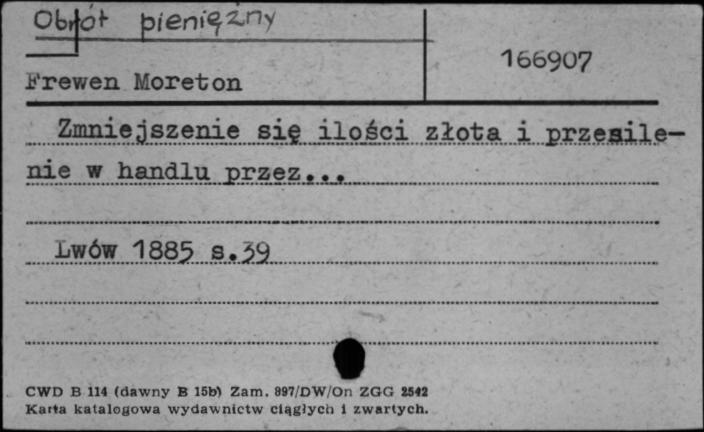 Obrót pieniężny
166907
Frewen Moreton
Zmniejszenie się ilości złota i przesile-
nie w handlu przez...
Lwów 1885 s.39
CWD B 114 (dawny B 15b) Zam. 897/DW/On ZGG 2542
Karta katalogowa wydawnictw ciągłych i zwartych.